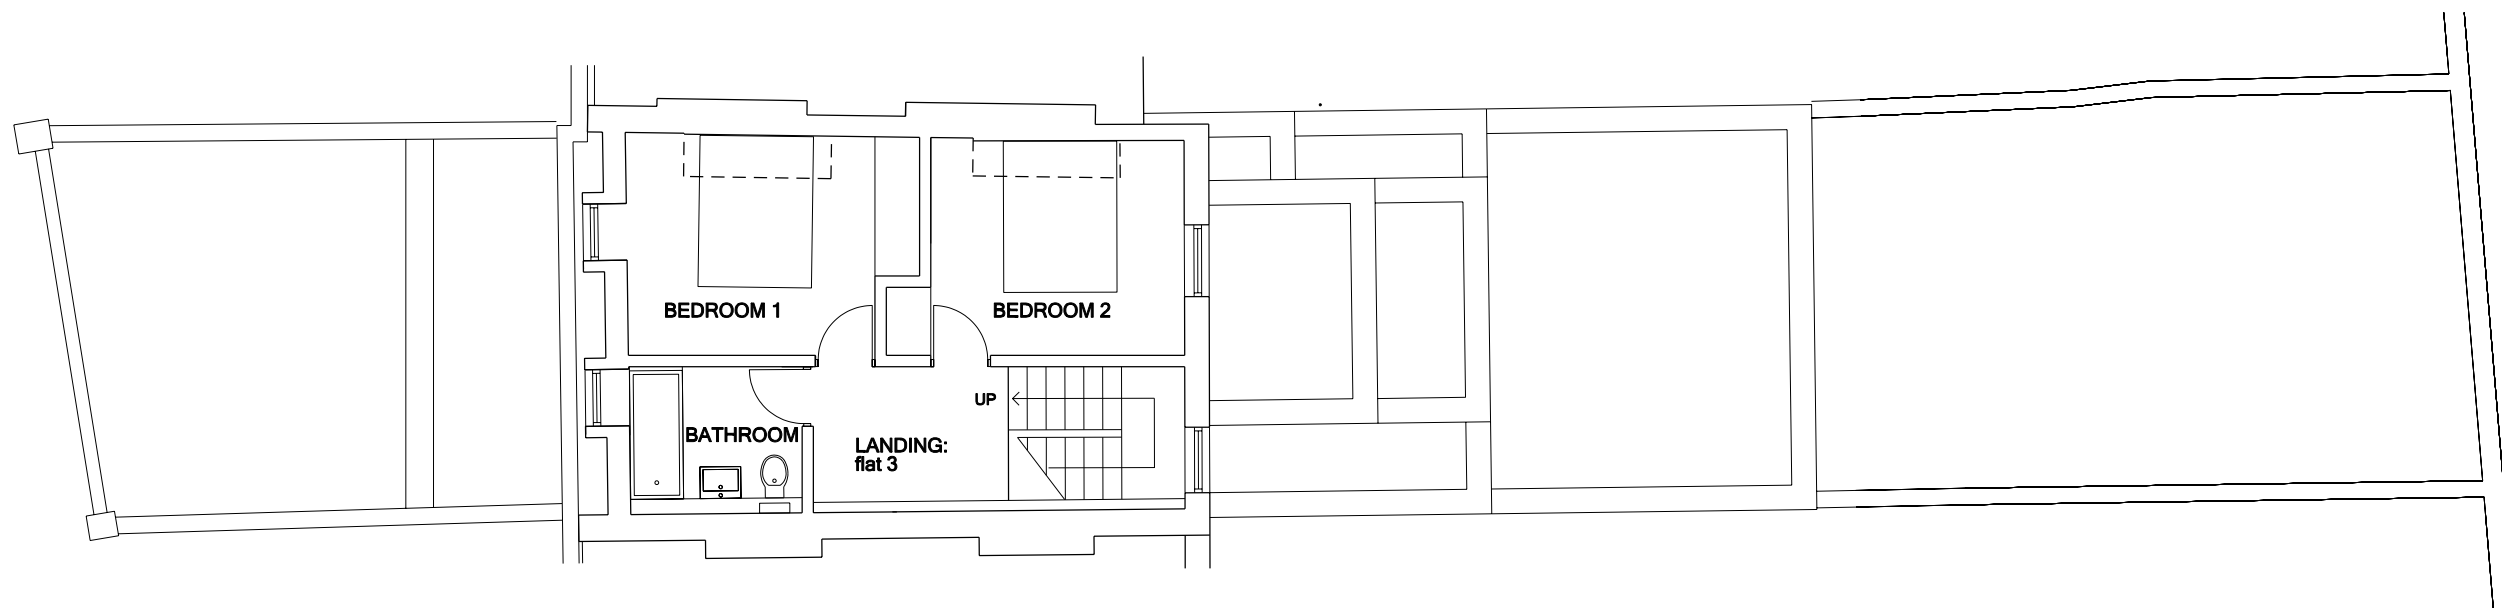 BEDROOM 1
BEDROOM 2
UP
BATHROOM
LANDING:
flat 3